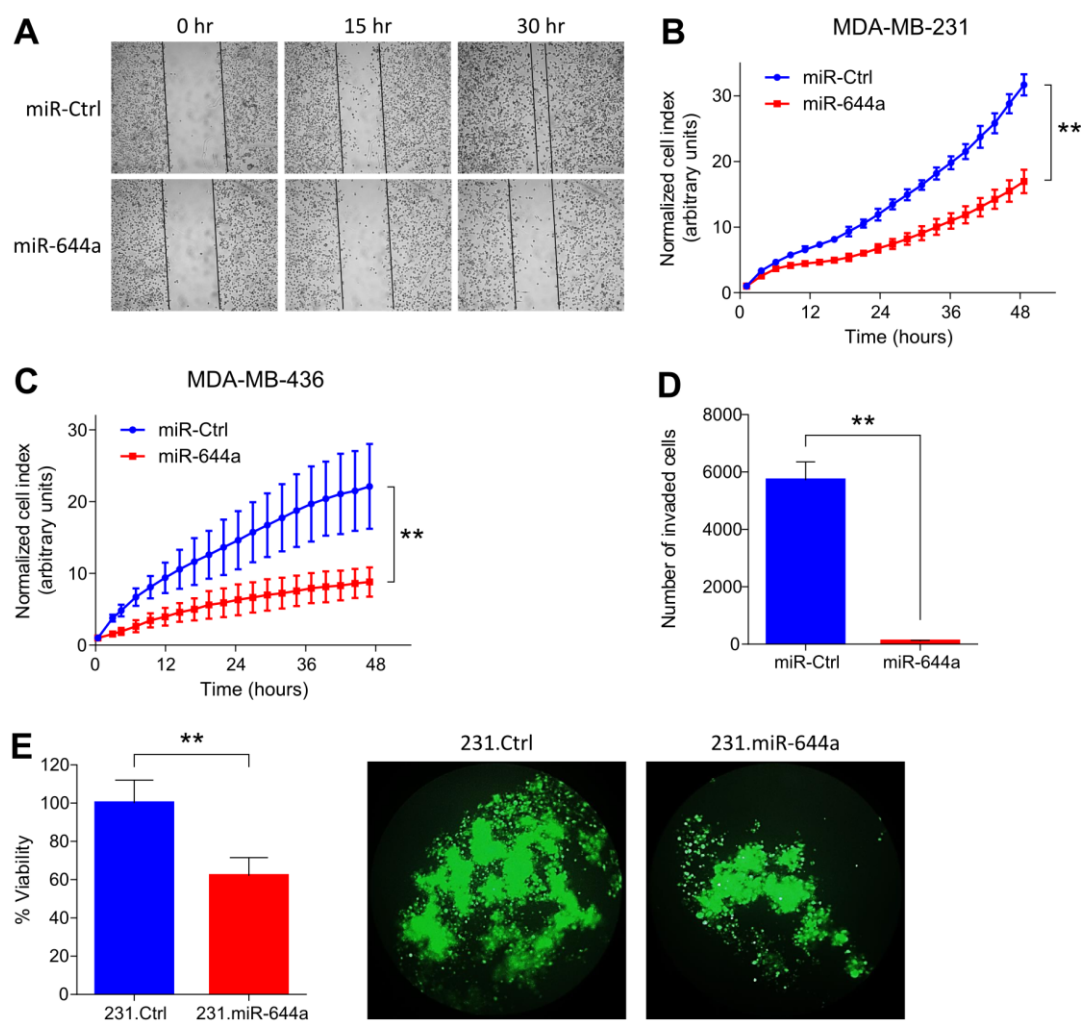 A
0 hr 15 hr 30 hr
miR-Ctrl
miR-644a
B
MDA-MB-231
miR-Ctrl
miR-644a
Normalized cell index
(arbitrary units)
30
20
10
0
**
0 12 24 36 48
Time (hours)
C
MDA-MB-436
miR-Ctrl
miR-644a
Normalized cell index
(arbitrary units)
30
20
10
0
**
0 12 24 36 48
Time (hours)
D
Number of invaded cells
8000
6000
4000
2000
0
**
miR-Ctrl miR-644a
E
% Viability
120
100
80
60
40
20
0
**
231.Ctrl 231.miR-644a
231.Ctrl 231.miR-644a